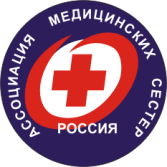 АССОЦИАЦИЯ МЕДИЦИНСКИХ СЕСТЕР
РОССИЯ